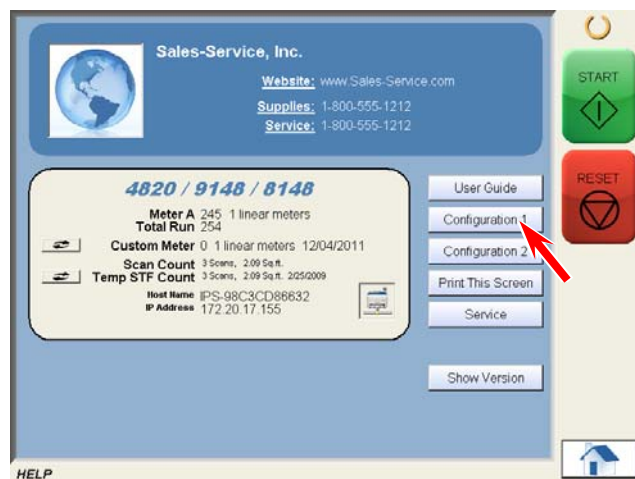 Sales-Service, Inc.
Website: www.Sales-Service.com
Supplies: 1-800-555-1212
Service: 1-800-555-1212
START
RESET
4820 / 9148 / 8148
Meter A 245 1 linear meters
Total Run 254
Custom Meter 0 1 linear meters 12/04/2011
Scan Count 3 Scans, 2.09 Sq.ft.
Temp STF Count 3 Scans, 2.09 Sq.ft. 2/25/2009
Host Name IPS-98C3CD86632
IP Address 172.20.17.155
User Guide
Configuration 1
Configuration 2
Print This Screen
Service
Show Version
HELP